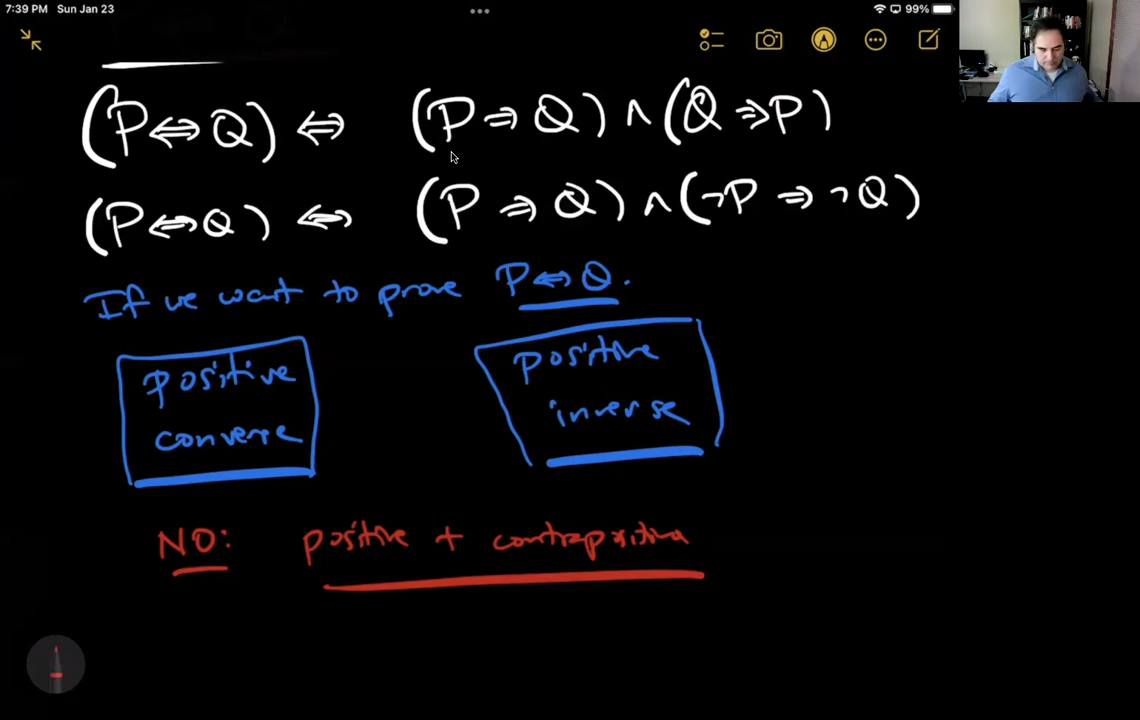 7:39 PM Sun Jan 23
99%
(P⇔Q) ⇔ (P ⇒ Q) ∧ (Q ⇒ P)
(P⇔Q) ⇔ (P ⇒ Q) ∧ (¬P ⇒ ¬Q)
If we want to prove P⇔Q.
positive
converse
positive
inverse
NO: positive + contrapositive